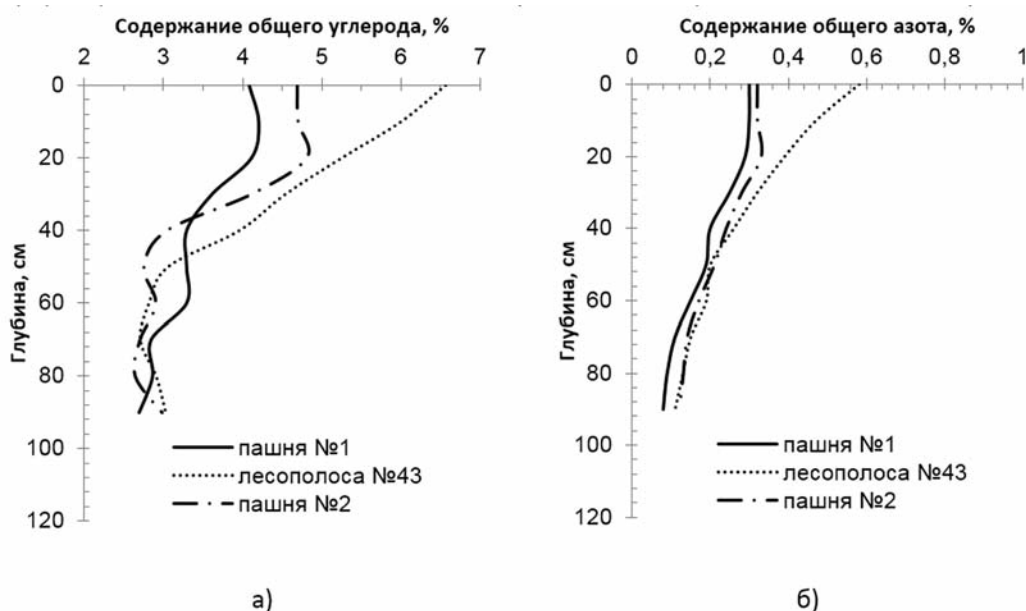 Содержание общего углерода, %
2 3 4 5 6 7
0
20
40
60
80
100
120
Глубина, см
пашня №1
лесополоса №43
пашня №2
а)
Содержание общего азота, %
0 0,2 0,4 0,6 0,8 1
0
20
40
60
80
100
120
Глубина, см
пашня №1
лесополоса №43
пашня №2
б)